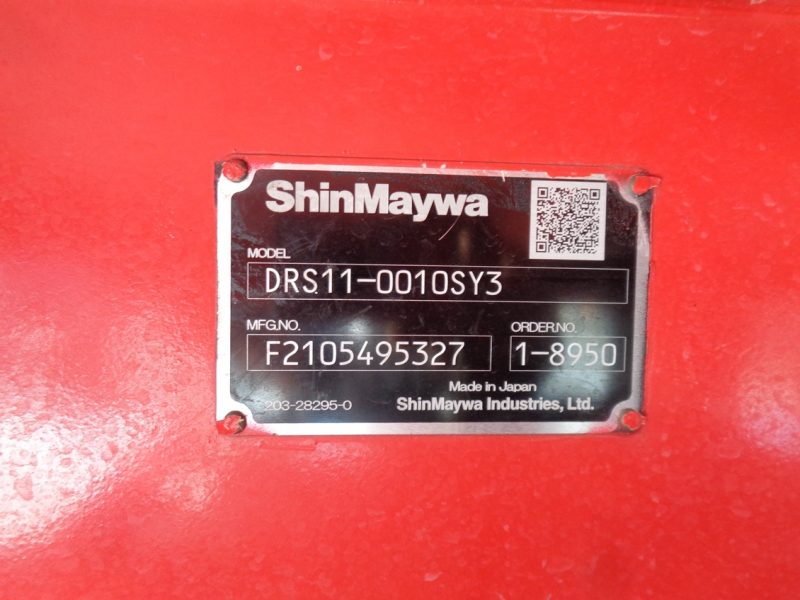 ShinMaywa
MODEL
DRS11-0010SY3
MFG.NO. ORDER.NO.
F2105495327 1-8950
Made in Japan
203-28295-0 ShinMaywa Industries, Ltd.